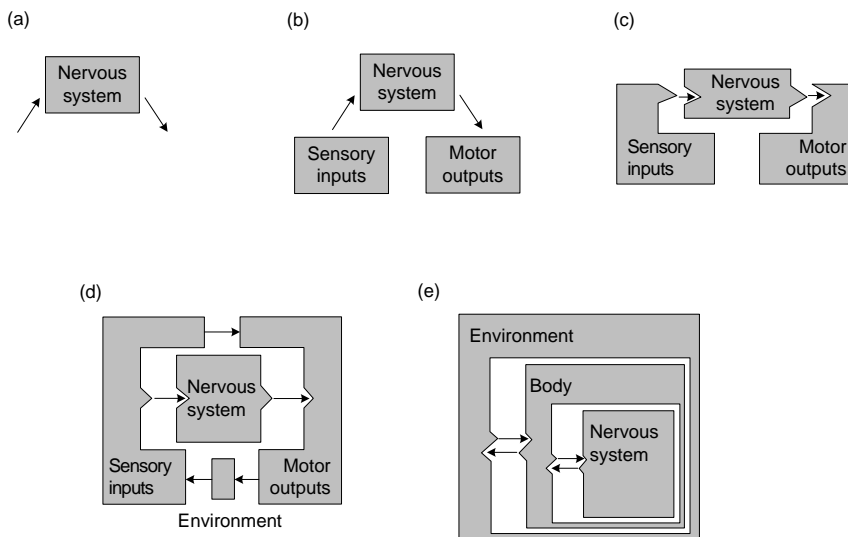 (a)
Nervous
system
(b)
Nervous
system
Sensory
inputs
Motor
outputs
(c)
Nervous
system
Sensory
inputs
Motor
outputs
(d)
Nervous
system
Sensory
inputs
Motor
outputs
Environment
(e)
Environment
Body
Nervous
system